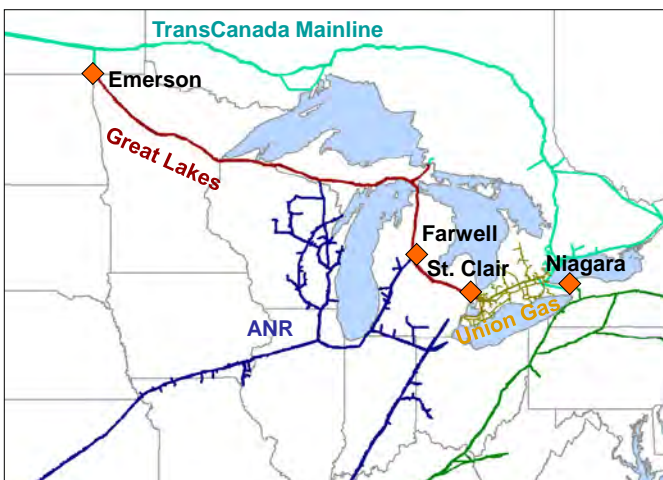 TransCanada Mainline
Emerson
Great Lakes
Farwell
St. Clair
Niagara
Union Gas
ANR